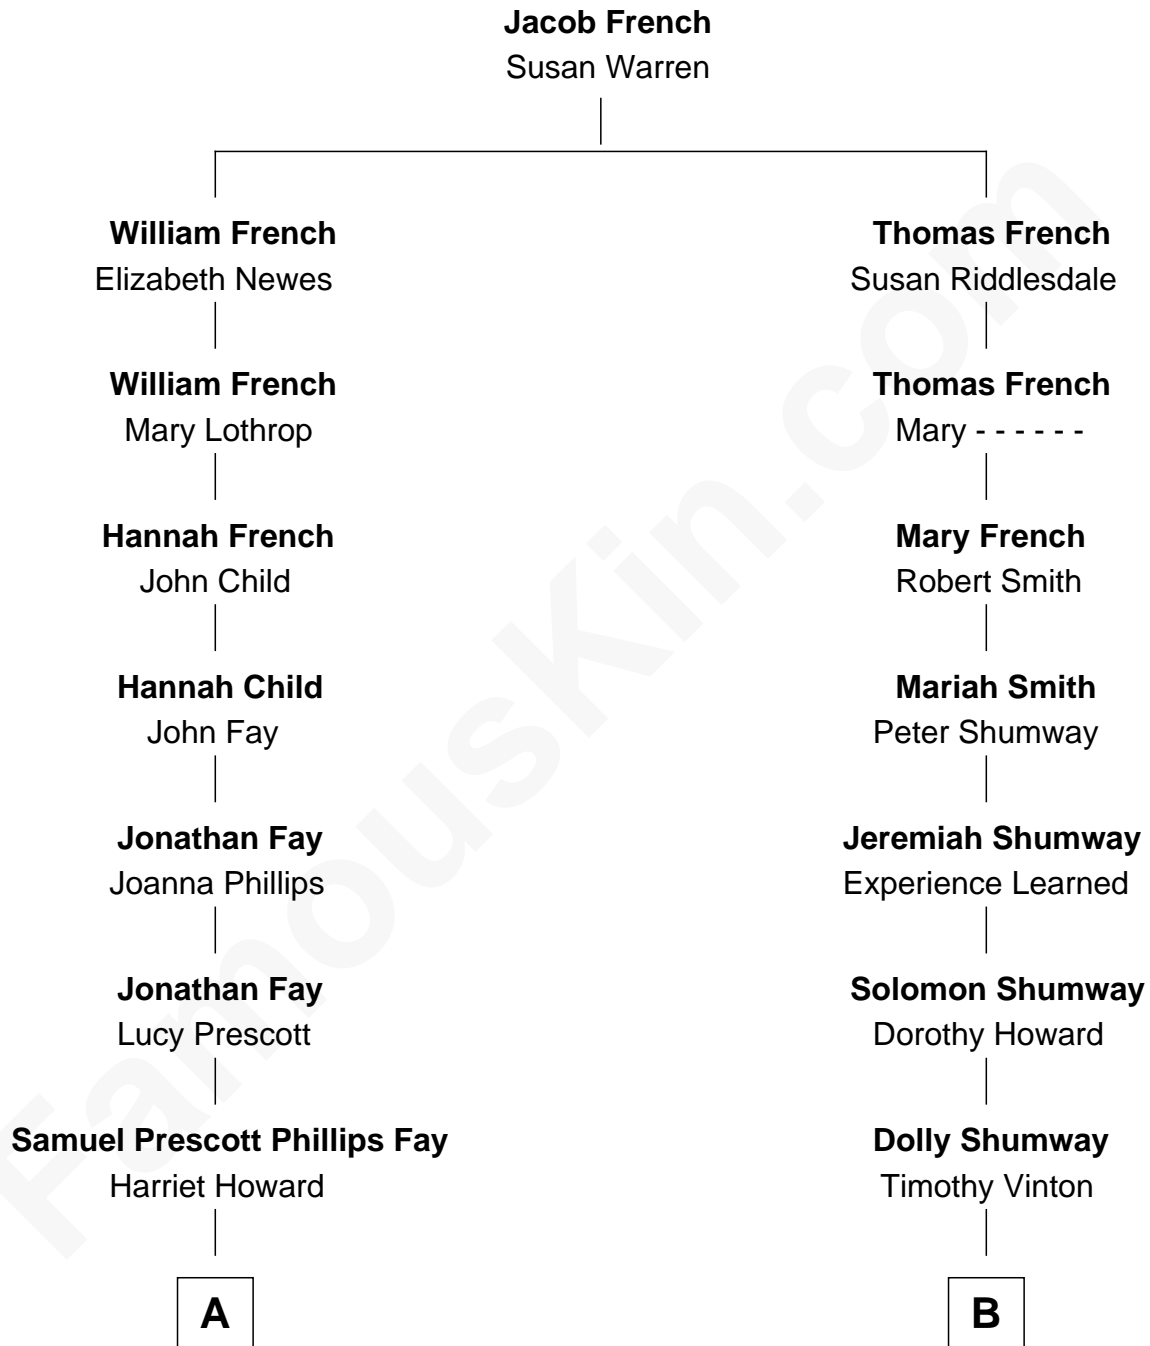 Jacob French
Susan Warren
William French
Elizabeth Newes
Thomas French
Susan Riddlesdale
William French
Mary Lothrop
Thomas French
Mary - - - - - -
Hannah French
John Child
Mary French
Robert Smith
Hannah Child
John Fay
Mariah Smith
Peter Shumway
Jonathan Fay
Joanna Phillips
Jeremiah Shumway
Experience Learned
Jonathan Fay
Lucy Prescott
Solomon Shumway
Dorothy Howard
Samuel Prescott Phillips Fay
Harriet Howard
Dolly Shumway
Timothy Vinton
A
B
FamousKin.com